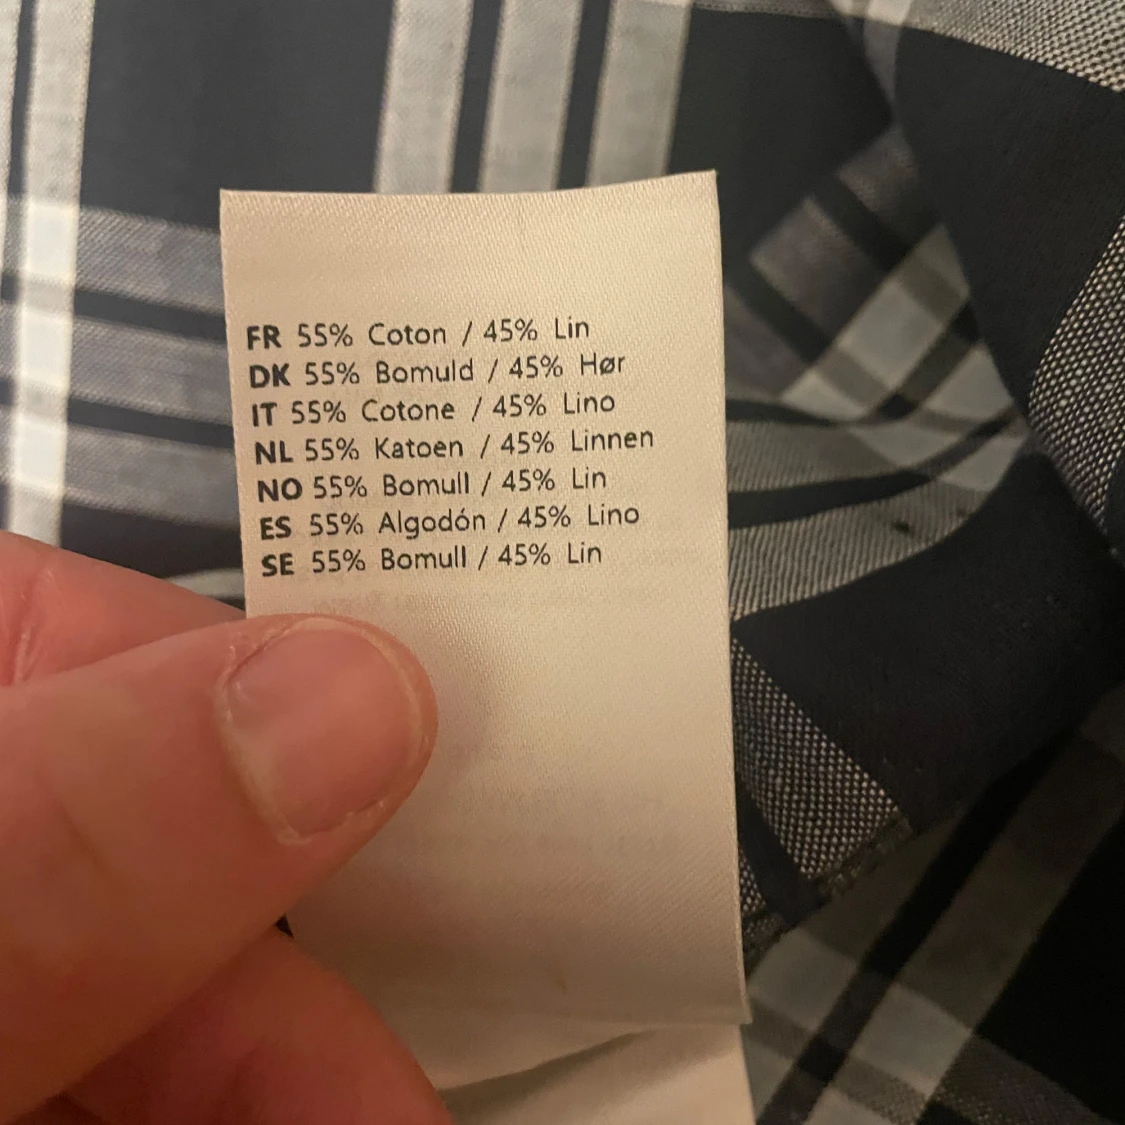 FR 55% Coton / 45% Lin
DK 55% Bomuld / 45% Hør
IT 55% Cotone / 45% Lino
NL 55% Katoen / 45% Linnen
NO 55% Bomull / 45% Lin
ES 55% Algodón / 45% Lino
SE 55% Bomull / 45% Lin